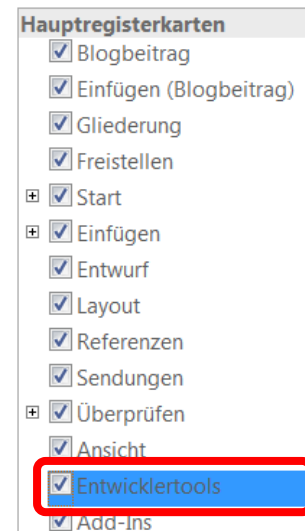 Hauptregisterkarten
Blogbeitrag
Einfügen (Blogbeitrag)
Gliederung
Freistellen
Start
Einfügen
Entwurf
Layout
Referenzen
Sendungen
Überprüfen
Ansicht
Entwicklertools
Add-Ins